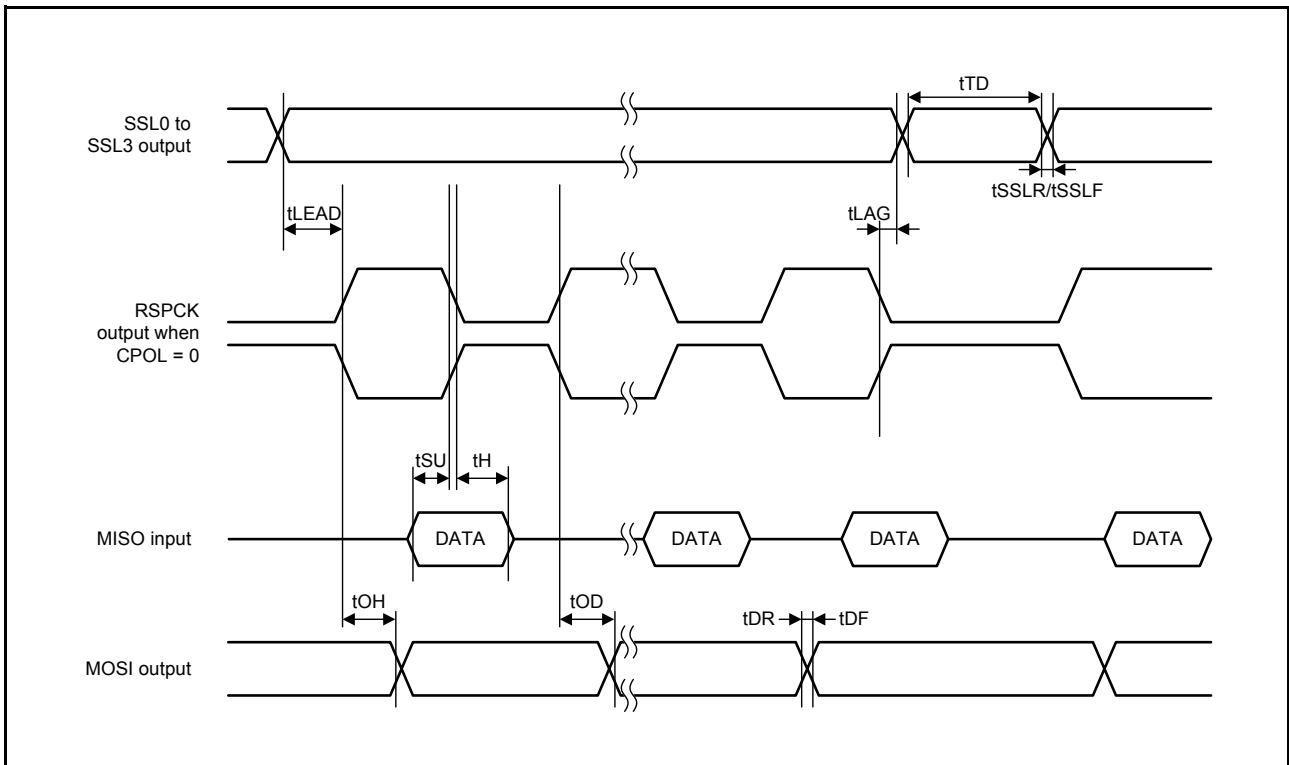 tTD
SSL0 to
SSL3 output
tSSLR/tSSLF
tLEAD
tLAG
RSPCK
output when
CPOL = 0
tSU
tH
MISO input
DATA
DATA
DATA
DATA
tOH
tOD
tDR
tDF
MOSI output